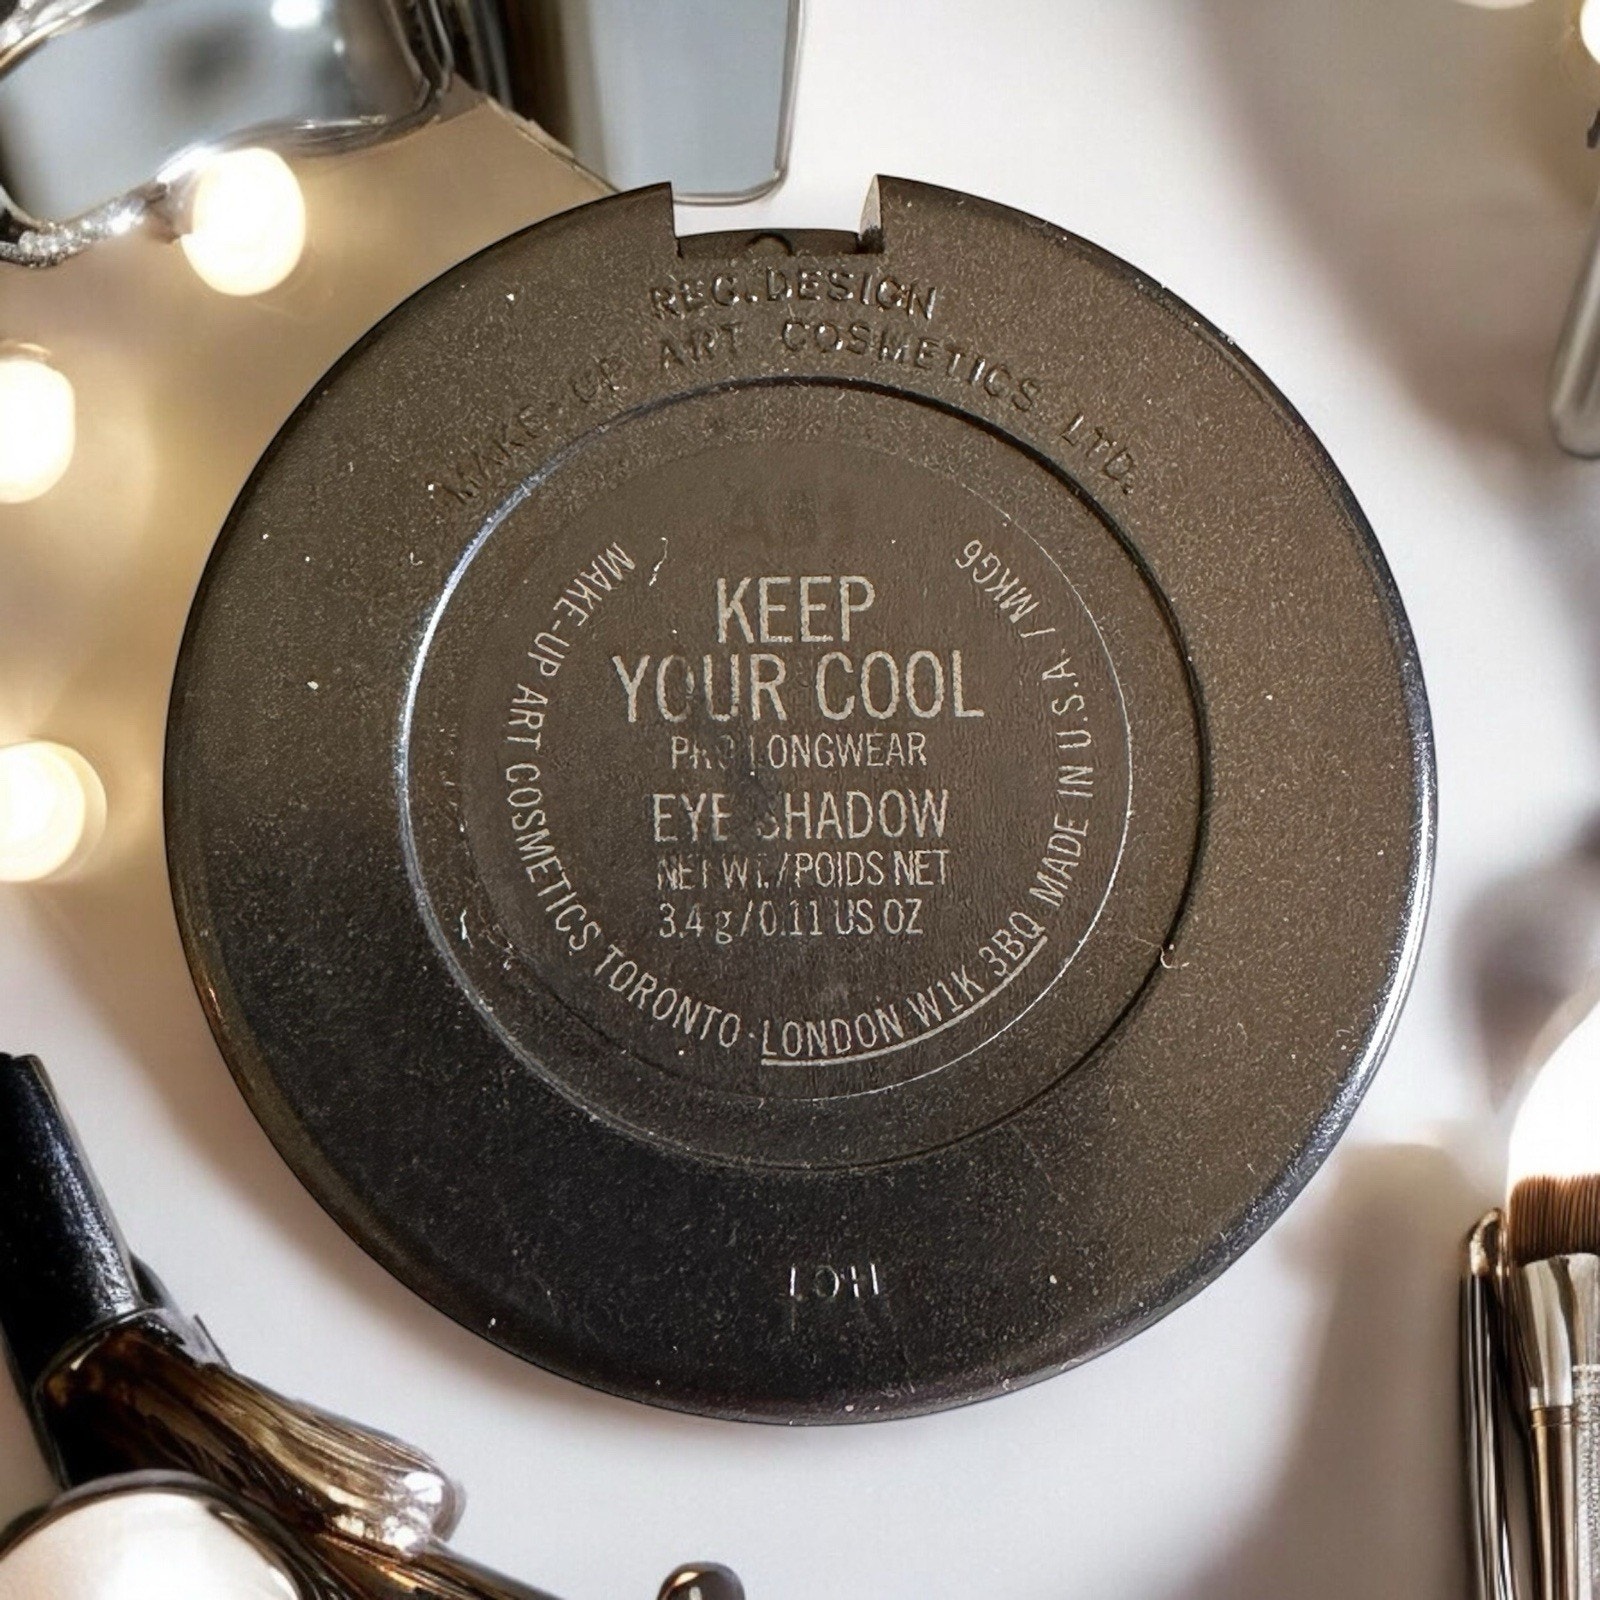 REG.DESIGN
MAKE-UP ART COSMETICS LTD.
KEEP
YOUR COOL
PRO LONGWEAR
EYE SHADOW
NET WT./POIDS NET
3.4 g/0.11 US OZ
MAKE-UP ART COSMETICS TORONTO·LONDON W1K 3BQ MADE IN U.S.A. / MKG6